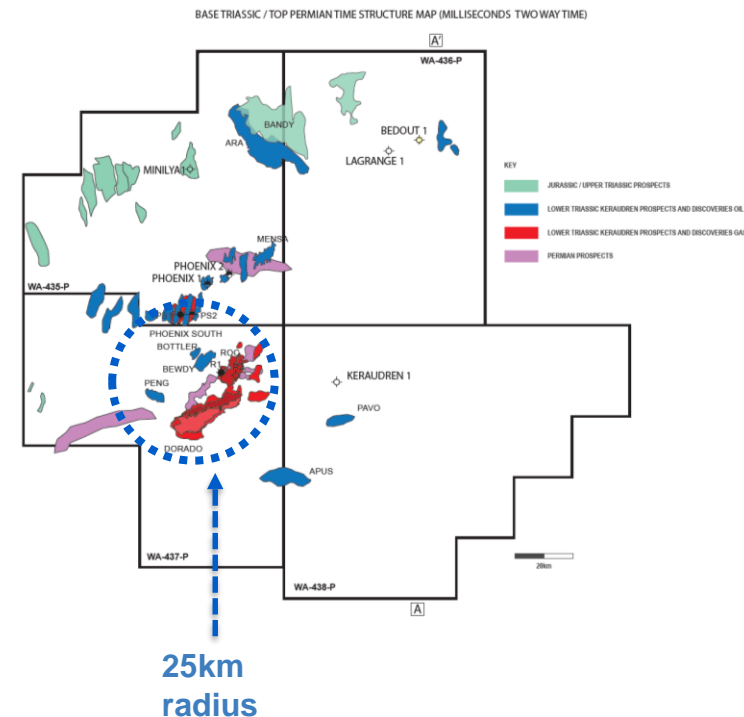 BASE TRIASSIC / TOP PERMIAN TIME STRUCTURE MAP (MILLISECONDS TWO WAY TIME)
A'
WA-436-P
BANDY
BEDOUT 1
ARA
LAGRANGE 1
MINILYA 1
KEY
JURASSIC / UPPER TRIASSIC PROSPECTS
LOWER TRIASSIC KERAUDREN PROSPECTS AND DISCOVERIES OIL
LOWER TRIASSIC KERAUDREN PROSPECTS AND DISCOVERIES GAS
PERMIAN PROSPECTS
MENSA
PHOENIX 2
PHOENIX 1
WA-435-P
PS2
PHOENIX SOUTH
BOTTLER
ROC
BEWDY
R1
KERAUDREN 1
PENG
PAVO
DORADO
APUS
WA-437-P
20km
WA-438-P
A
25km
radius